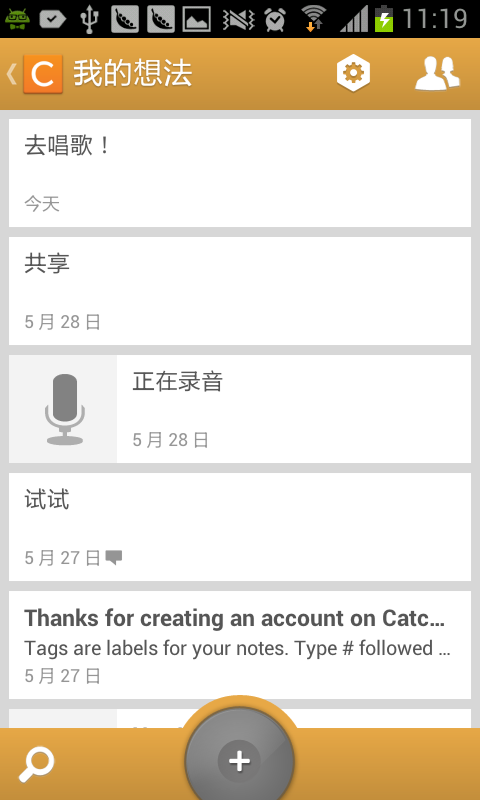 11:19
C 我的想法
去唱歌！
今天
共享
5 月 28 日
正在录音
5 月 28 日
试试
5 月 27 日
Thanks for creating an account on Catc...
Tags are labels for your notes. Type # followed ...
5 月 27 日